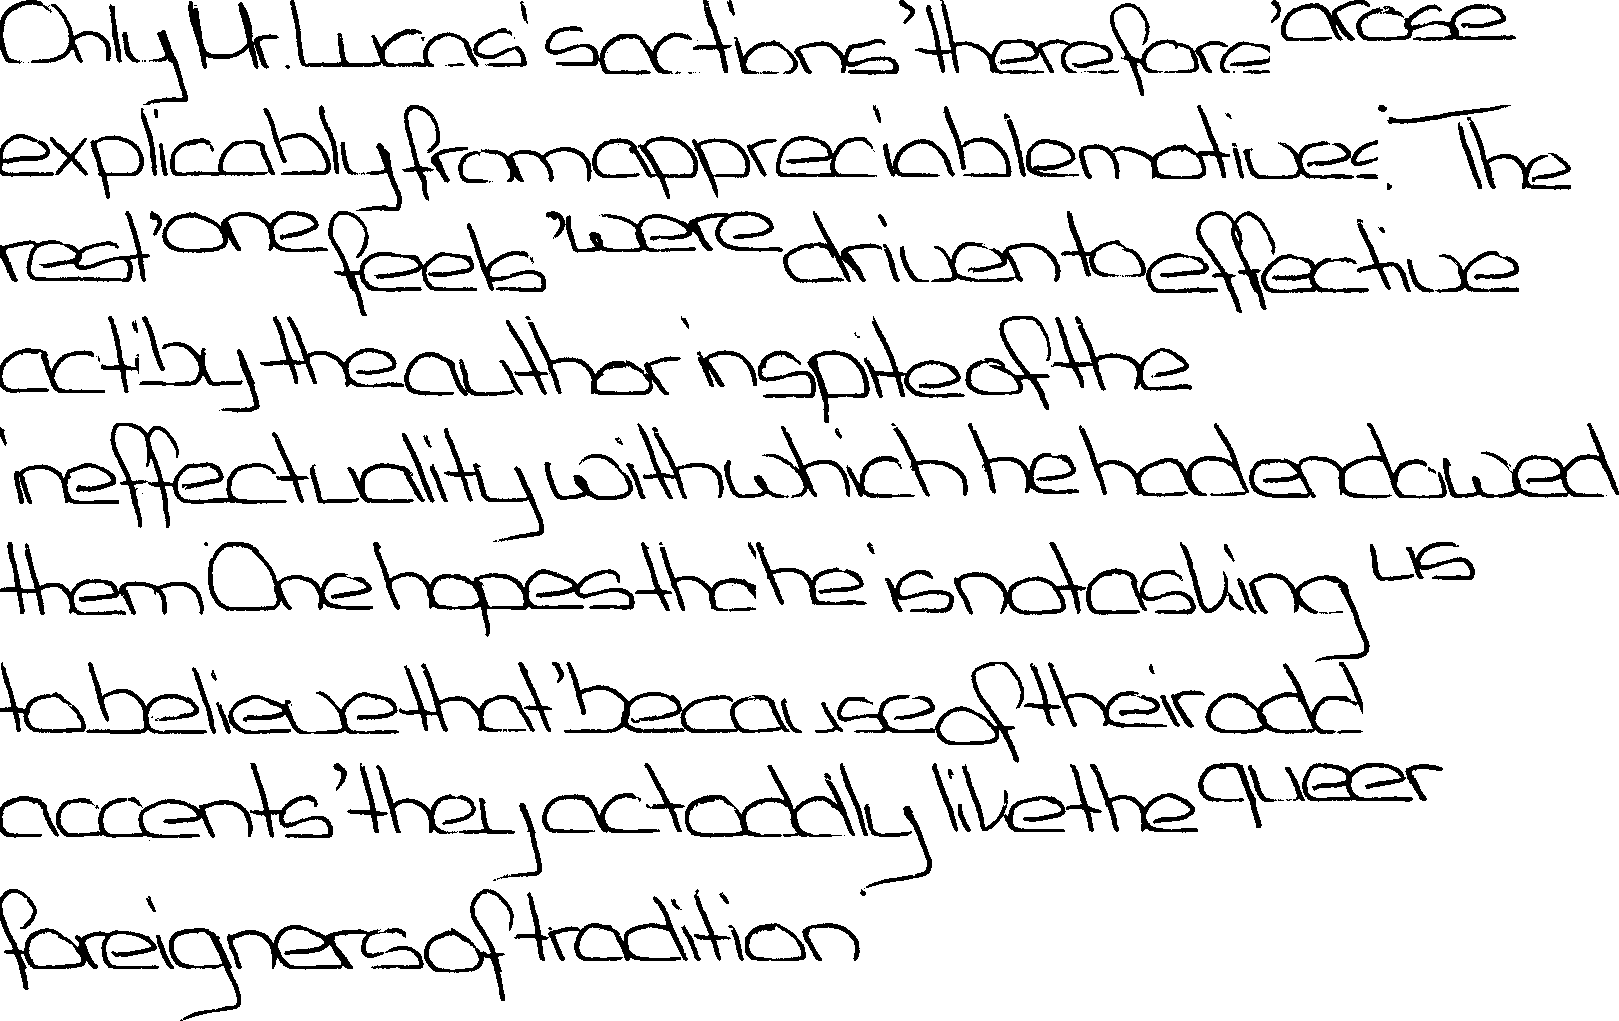 Only Mr. Lucas's actions, therefore, arose
explicably from appreciable motives. The
rest, one feels, were driven to effective
act by the author in spite of the
ineffectuality with which he had endowed
them. One hopes that he is not asking us
to believe that, because of their odd
accents, they act oddly like the queer
foreigners of tradition.